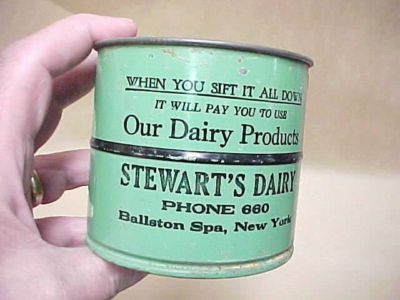 WHEN YOU SIFT IT ALL DOWN
IT WILL PAY YOU TO USE
Our Dairy Products
STEWART'S DAIRY
PHONE 660
Ballston Spa, New York